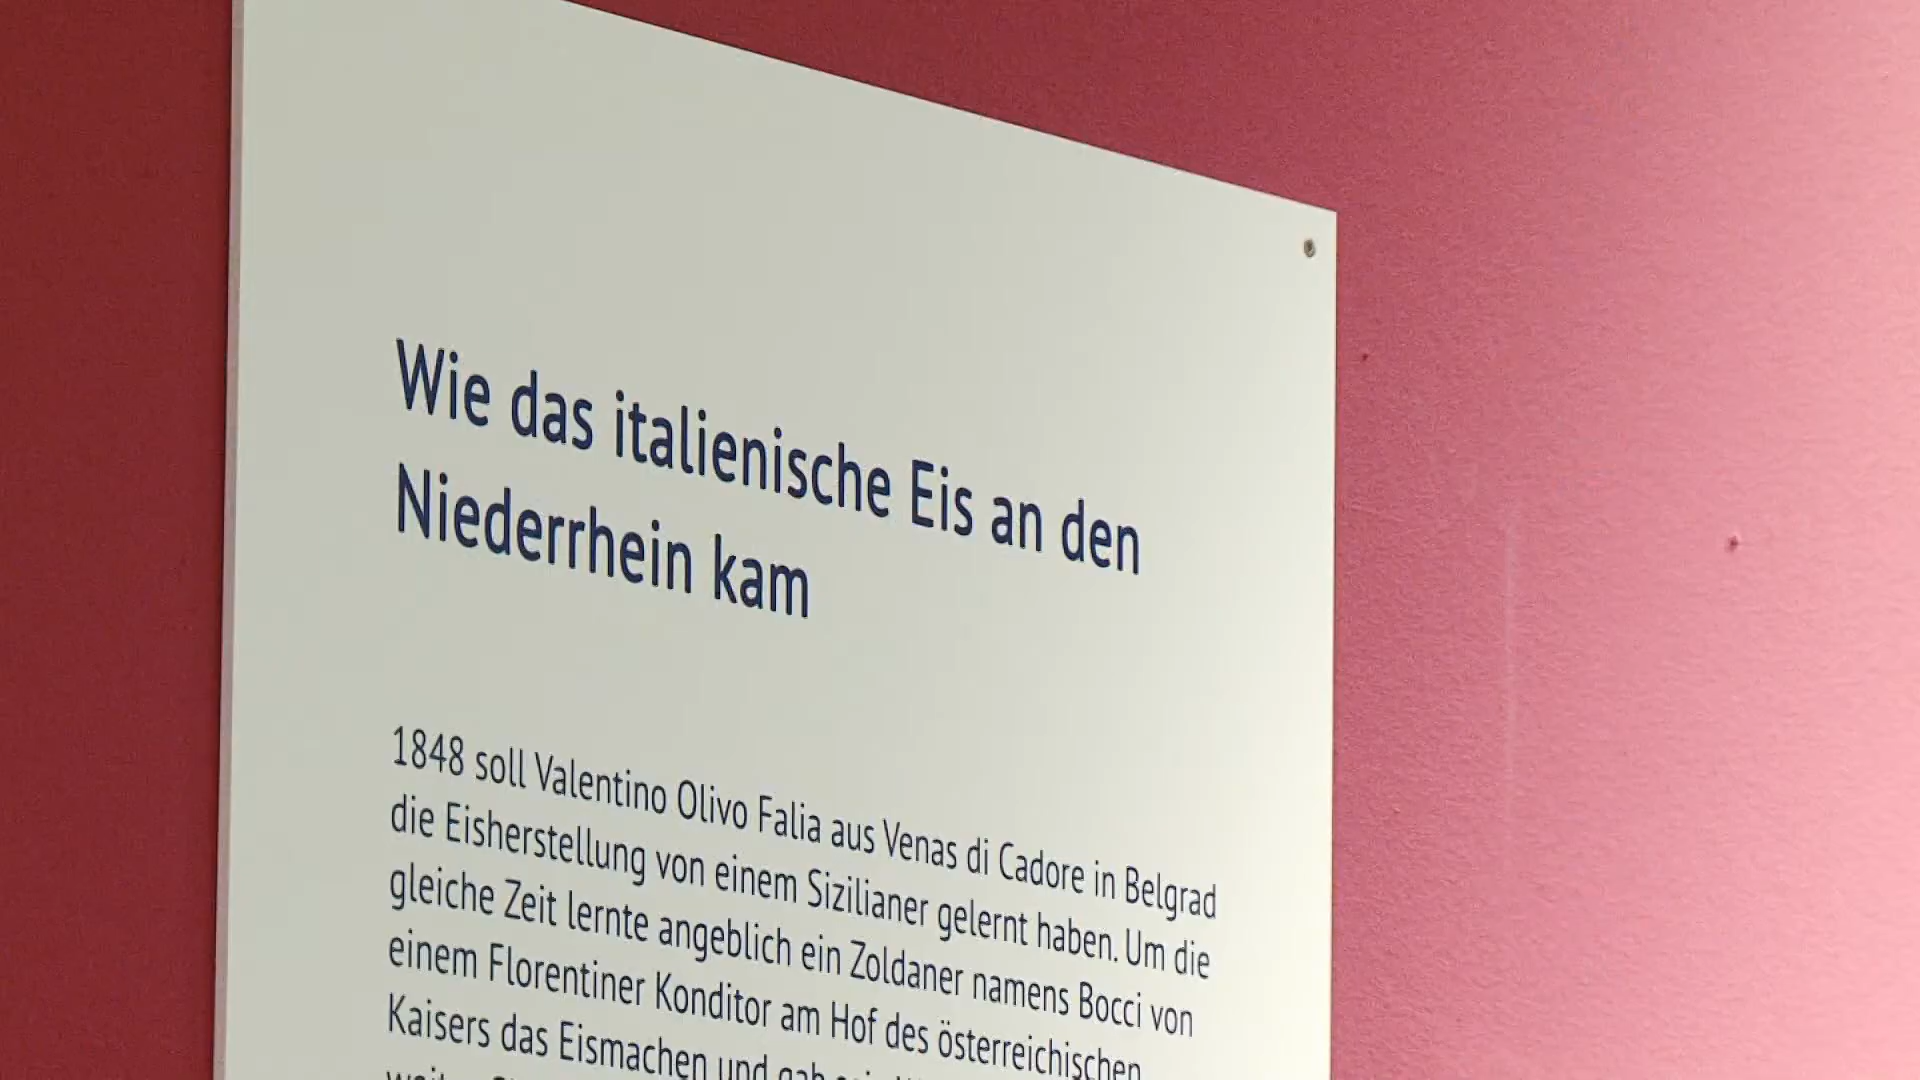 Wie das italienische Eis an den
Niederrhein kam
1848 soll Valentino Olivo Falia aus Venas di Cadore in Belgrad
die Eisherstellung von einem Sizilianer gelernt haben. Um die
gleiche Zeit lernte angeblich ein Zoldaner namens Bocci von
einem Florentiner Konditor am Hof des österreichischen
Kaisers das Eismachen und gab